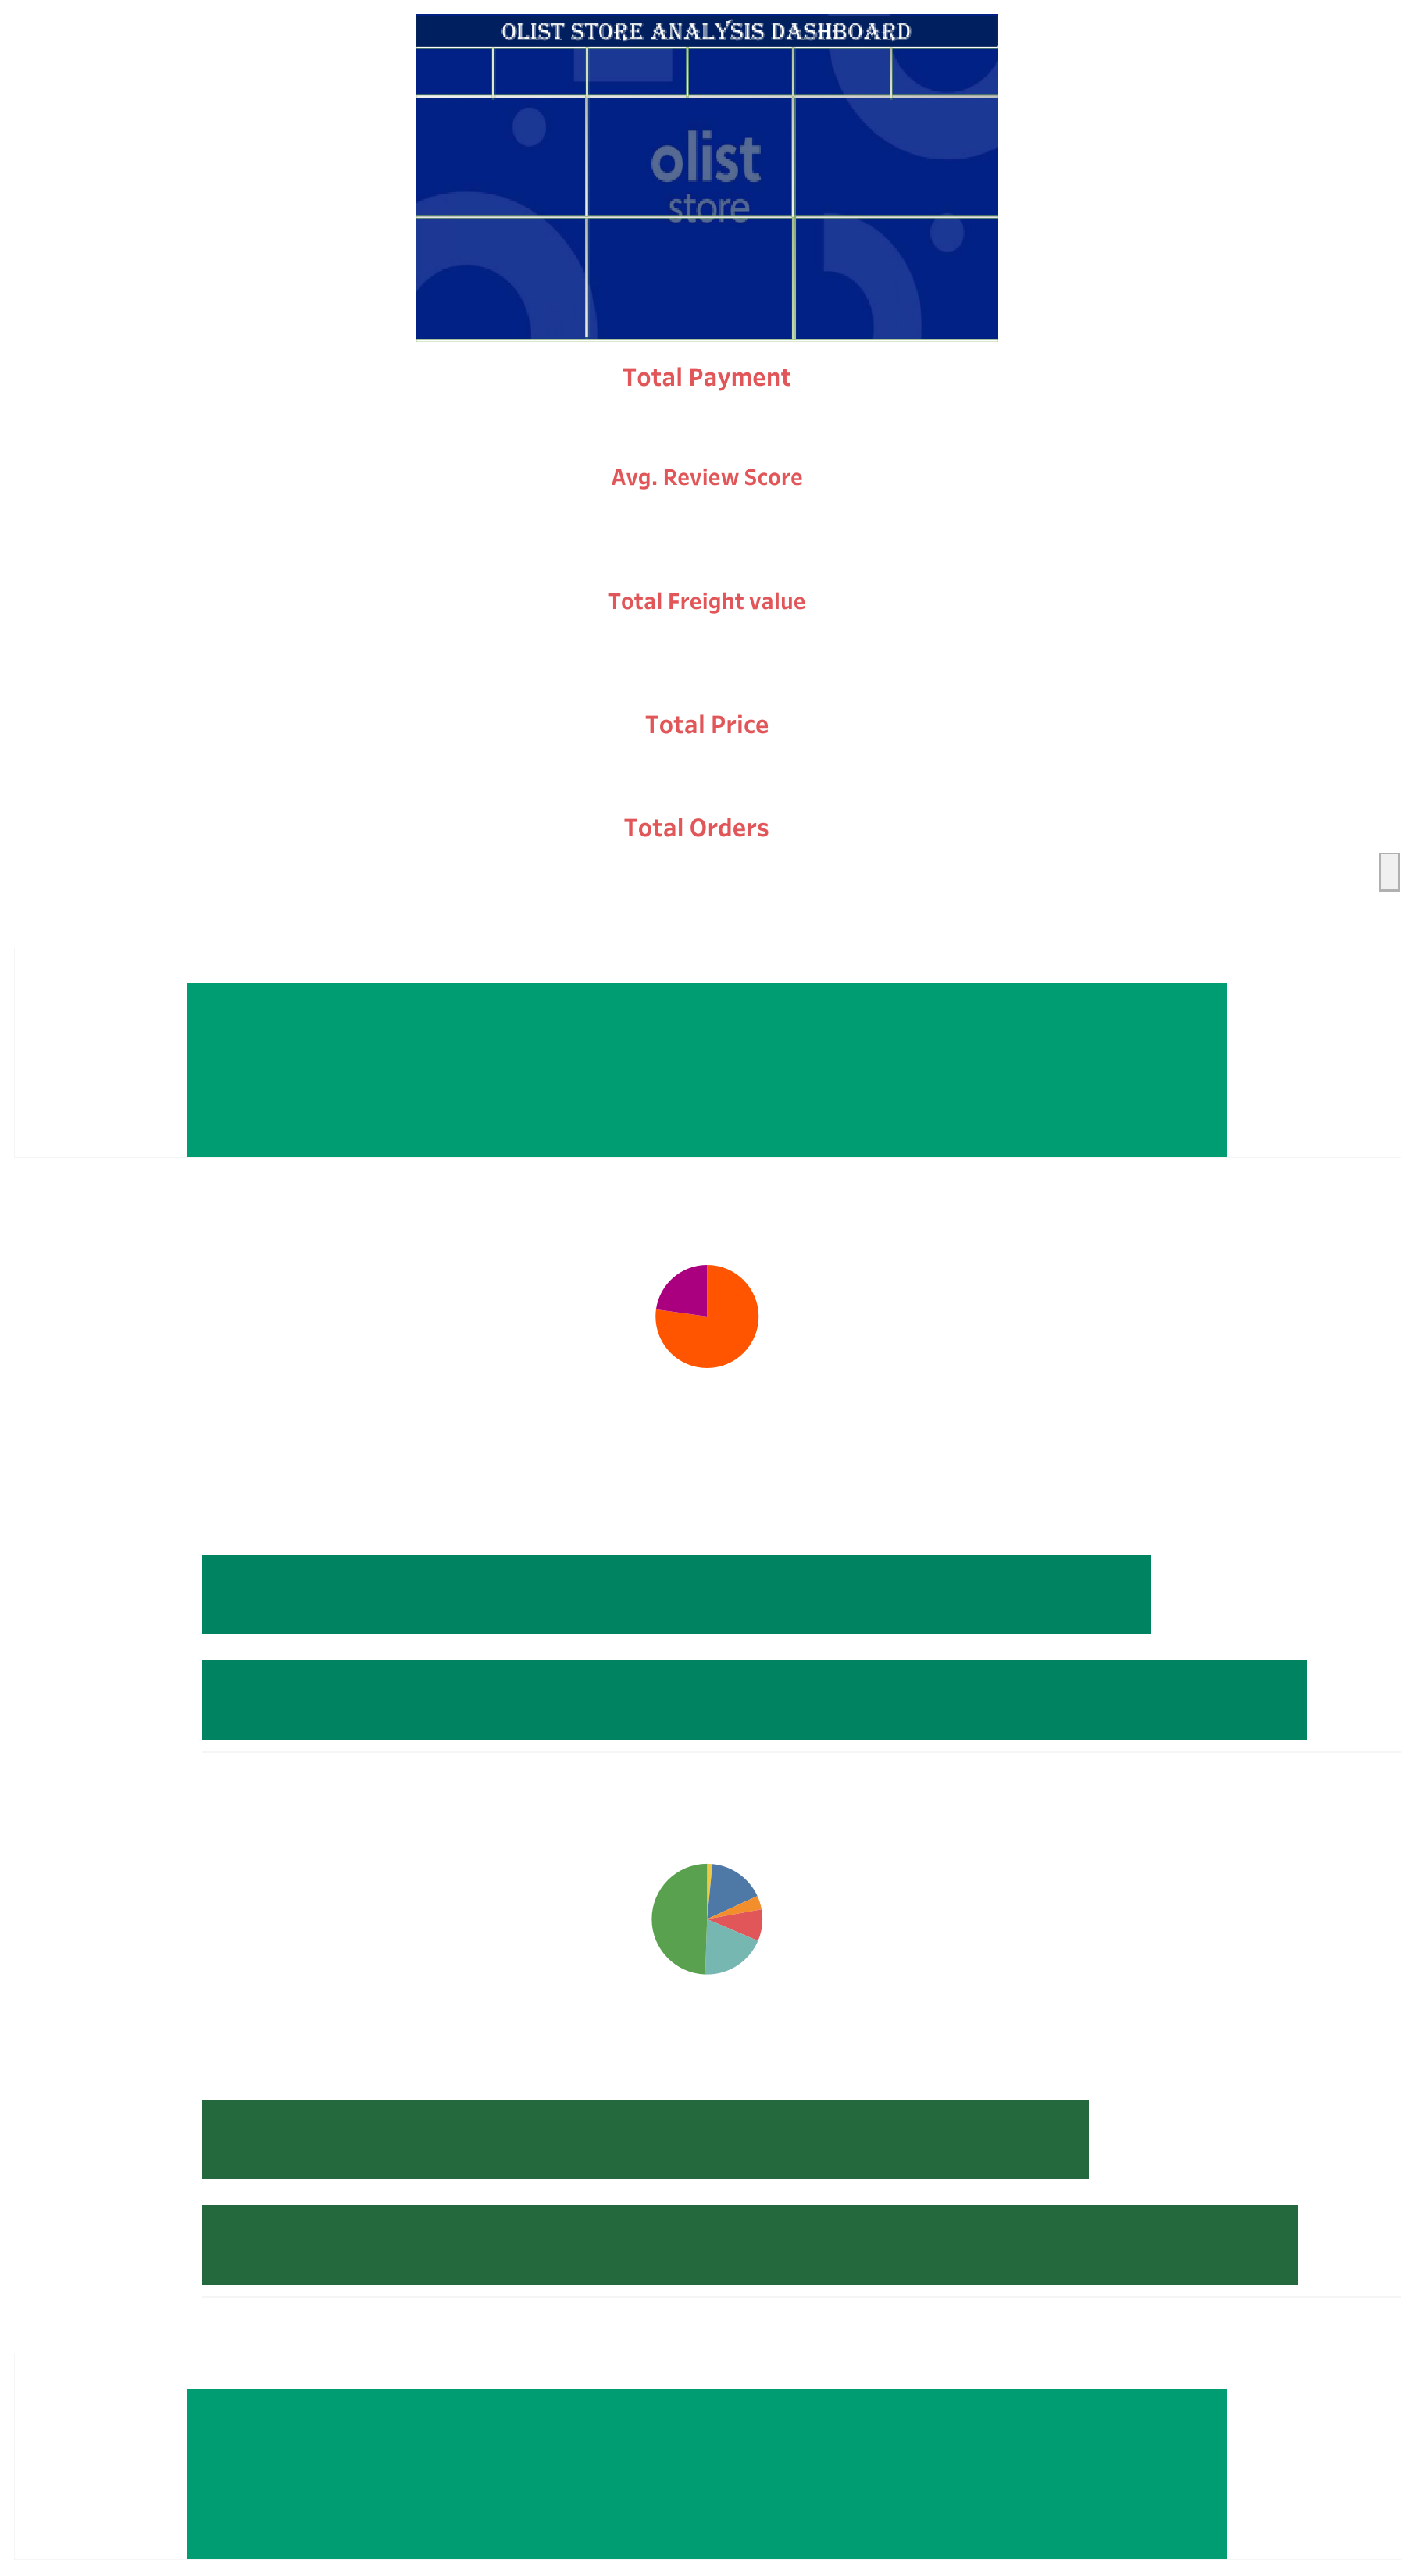 OLIST STORE ANALYSIS DASHBOARD
olist
store
Total Payment
Avg. Review Score
Total Freight value
Total Price
Total Orders